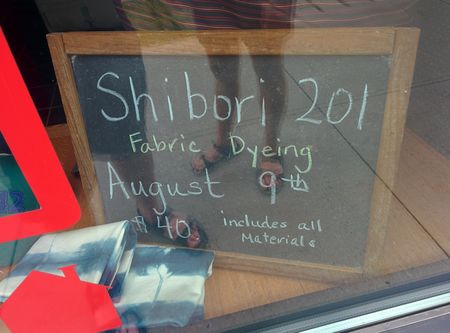 Shibori 201
Fabric Dyeing
August 9th
$40. includes all
Materials